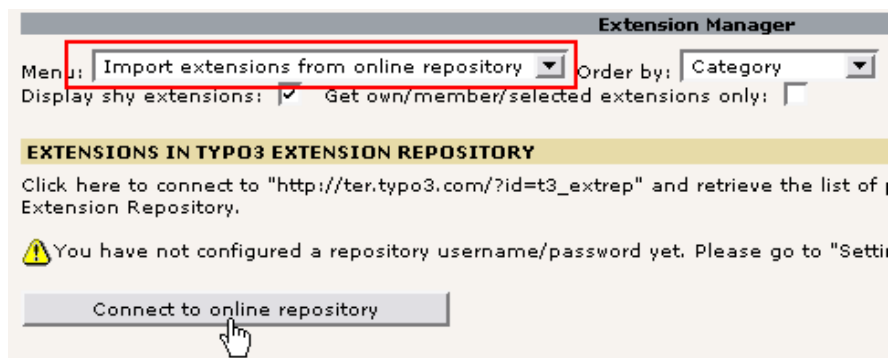 Extension Manager
Menu: Import extensions from online repository Order by: Category
Display shy extensions: Get own/member/selected extensions only:
EXTENSIONS IN TYPO3 EXTENSION REPOSITORY
Click here to connect to "http://ter.typo3.com/?id=t3_extrep" and retrieve the list of
Extension Repository.
You have not configured a repository username/password yet. Please go to "Setti
Connect to online repository